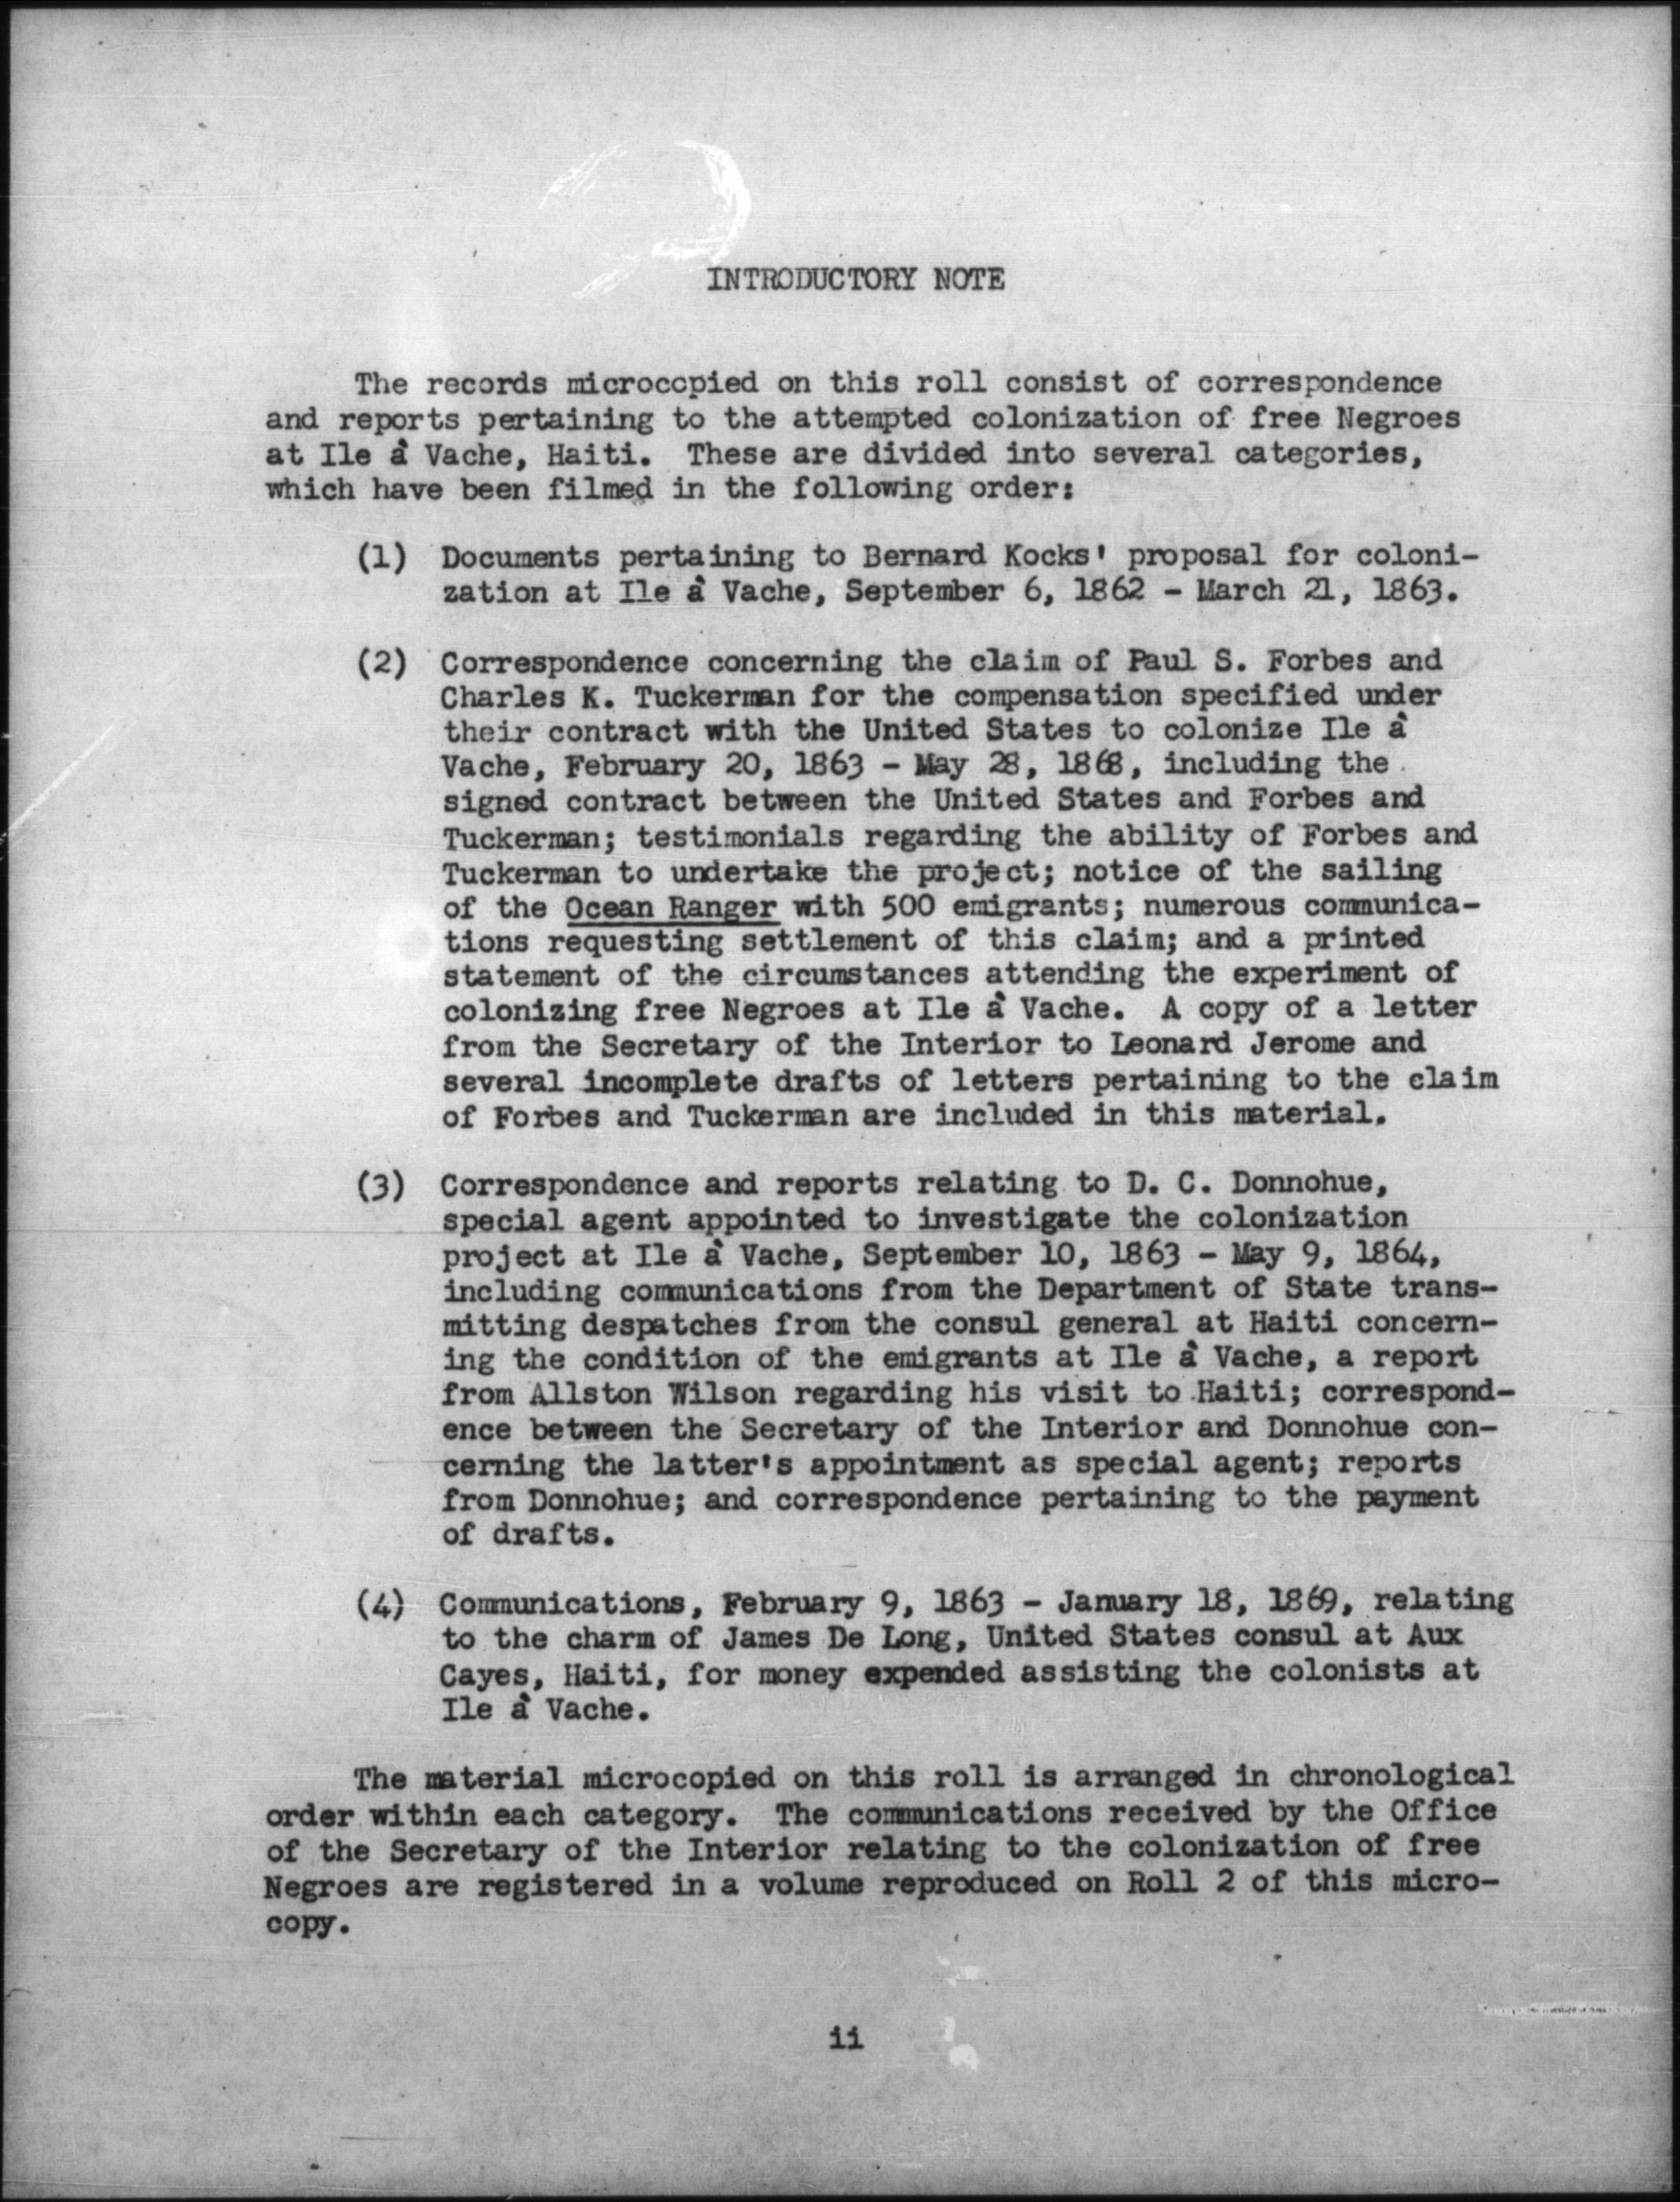 INTRODUCTORY NOTE
The records microcopied on this roll consist of correspondence
and reports pertaining to the attempted colonization of free Negroes
at Ile à Vache, Haiti. These are divided into several categories,
which have been filmed in the following order:
(1) Documents pertaining to Bernard Kocks' proposal for coloni-
zation at Ile à Vache, September 6, 1862 - March 21, 1863.
(2) Correspondence concerning the claim of Paul S. Forbes and
Charles K. Tuckerman for the compensation specified under
their contract with the United States to colonize Ile à
Vache, February 20, 1863 - May 28, 1868, including the
signed contract between the United States and Forbes and
Tuckerman; testimonials regarding the ability of Forbes and
Tuckerman to undertake the project; notice of the sailing
of the Ocean Ranger with 500 emigrants; numerous communica-
tions requesting settlement of this claim; and a printed
statement of the circumstances attending the experiment of
colonizing free Negroes at Ile à Vache. A copy of a letter
from the Secretary of the Interior to Leonard Jerome and
several incomplete drafts of letters pertaining to the claim
of Forbes and Tuckerman are included in this material.
(3) Correspondence and reports relating to D. C. Donnohue,
special agent appointed to investigate the colonization
project at Ile à Vache, September 10, 1863 - May 9, 1864,
including communications from the Department of State trans-
mitting despatches from the consul general at Haiti concern-
ing the condition of the emigrants at Ile à Vache, a report
from Allston Wilson regarding his visit to Haiti; correspond-
ence between the Secretary of the Interior and Donnohue con-
cerning the latter's appointment as special agent; reports
from Donnohue; and correspondence pertaining to the payment
of drafts.
(4) Communications, February 9, 1863 - January 18, 1869, relating
to the charm of James De Long, United States consul at Aux
Cayes, Haiti, for money expended assisting the colonists at
Ile à Vache.
The material microcopied on this roll is arranged in chronological
order within each category. The communications received by the Office
of the Secretary of the Interior relating to the colonization of free
Negroes are registered in a volume reproduced on Roll 2 of this micro-
copy.
ii